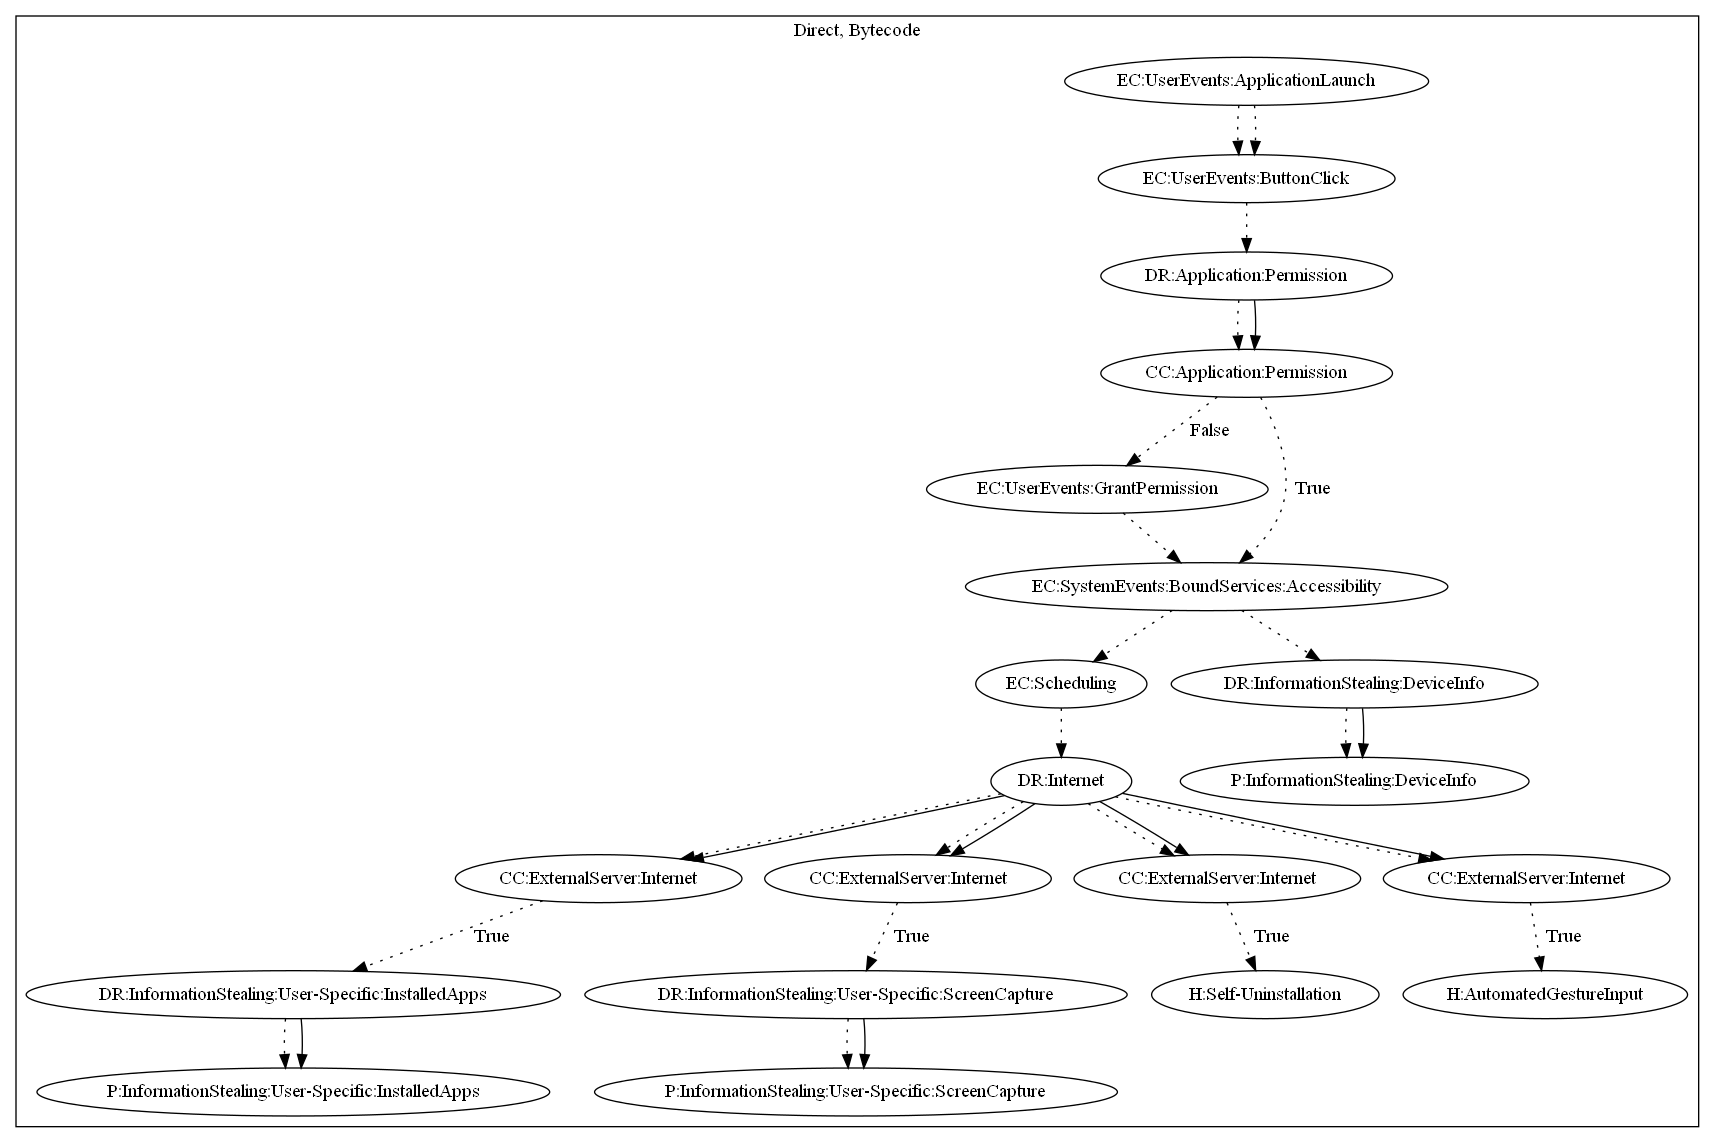 Direct, Bytecode
EC:UserEvents:ApplicationLaunch
EC:UserEvents:ButtonClick
DR:Application:Permission
CC:Application:Permission
False
EC:UserEvents:GrantPermission
True
EC:SystemEvents:BoundServices:Accessibility
EC:Scheduling
DR:InformationStealing:DeviceInfo
DR:Internet
P:InformationStealing:DeviceInfo
CC:ExternalServer:Internet
CC:ExternalServer:Internet
CC:ExternalServer:Internet
CC:ExternalServer:Internet
True
True
True
True
DR:InformationStealing:User-Specific:InstalledApps
DR:InformationStealing:User-Specific:ScreenCapture
H:Self-Uninstallation
H:AutomatedGestureInput
P:InformationStealing:User-Specific:InstalledApps
P:InformationStealing:User-Specific:ScreenCapture